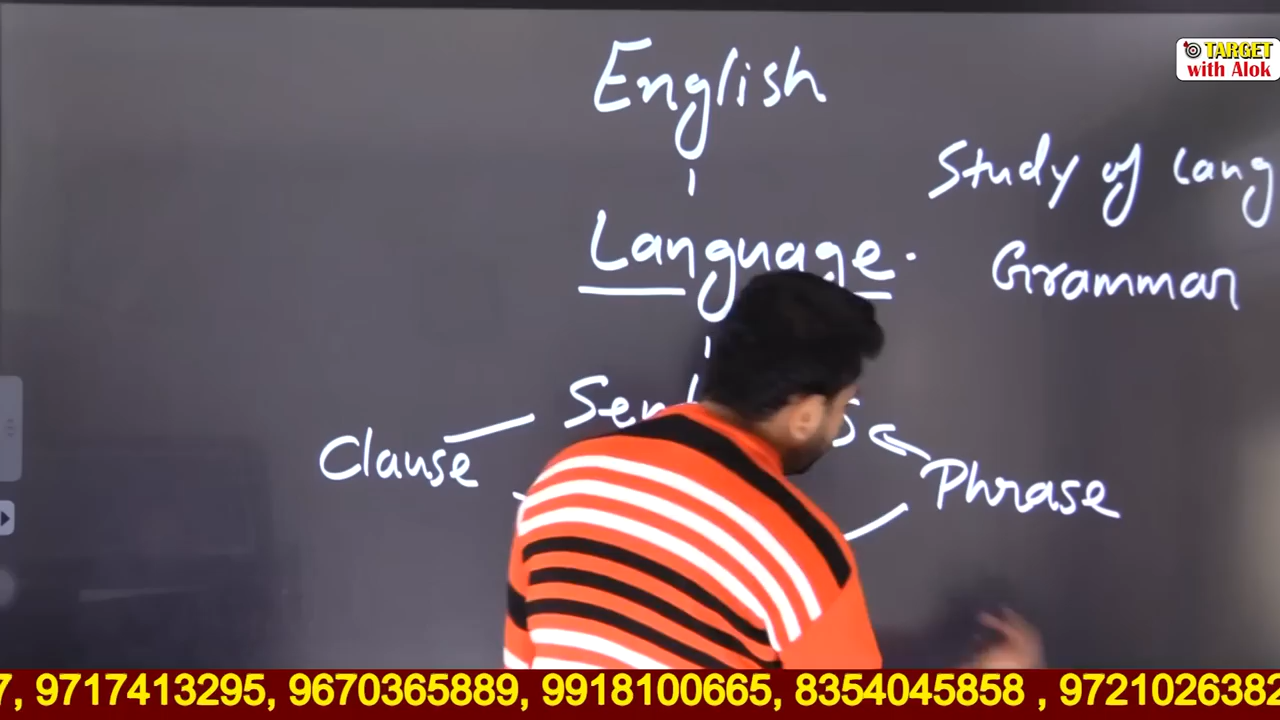 English
TARGET
with Alok
Study of lang
Language.
Grammar
Clause
Phrase
7, 9717413295, 9670365889, 9918100665, 8354045858 , 9721026382